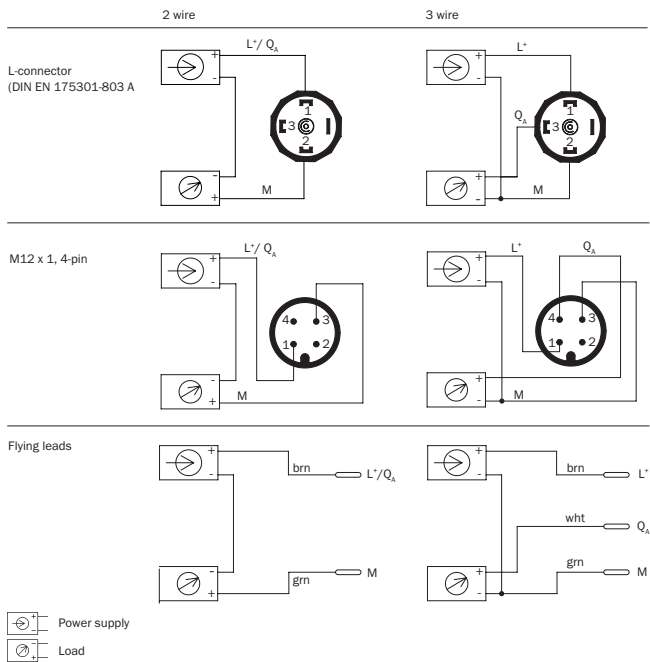 2 wire
3 wire
L-connector
(DIN EN 175301-803 A
+
L⁺/ Q_A
-
1
3
2
-
+
M
+
L⁺
-
Q_A
1
3
2
+
-
M
M12 x 1, 4-pin
+
L⁺/ Q_A
-
4
3
1
2
-
+
M
+
L⁺
Q_A
-
4
3
1
2
+
-
M
Flying leads
+
-
brn
L⁺/Q_A
-
+
grn
M
+
-
brn
L⁺
wht
Q_A
+
-
grn
M
+
-
Power supply
-
+
Load